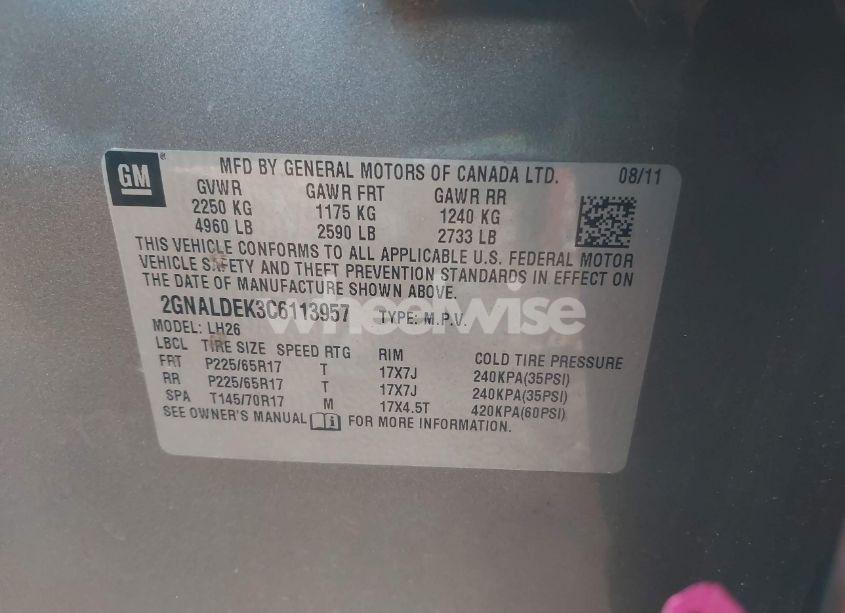 GM
MFD BY GENERAL MOTORS OF CANADA LTD. 08/11
GVWR GAWR FRT GAWR RR
2250 KG 1175 KG 1240 KG
4960 LB 2590 LB 2733 LB
THIS VEHICLE CONFORMS TO ALL APPLICABLE U.S. FEDERAL MOTOR
VEHICLE SAFETY AND THEFT PREVENTION STANDARDS IN EFFECT ON
THE DATE OF MANUFACTURE SHOWN ABOVE.
2GNALDEK3C6113957 TYPE: M.P.V.
wheelwise
MODEL: LH26
LBCL TIRE SIZE SPEED RTG RIM COLD TIRE PRESSURE
FRT P225/65R17 T 17X7J 240KPA(35PSI)
RR P225/65R17 T 17X7J 240KPA(35PSI)
SPA T145/70R17 M 17X4.5T 420KPA(60PSI)
SEE OWNER'S MANUAL FOR MORE INFORMATION.